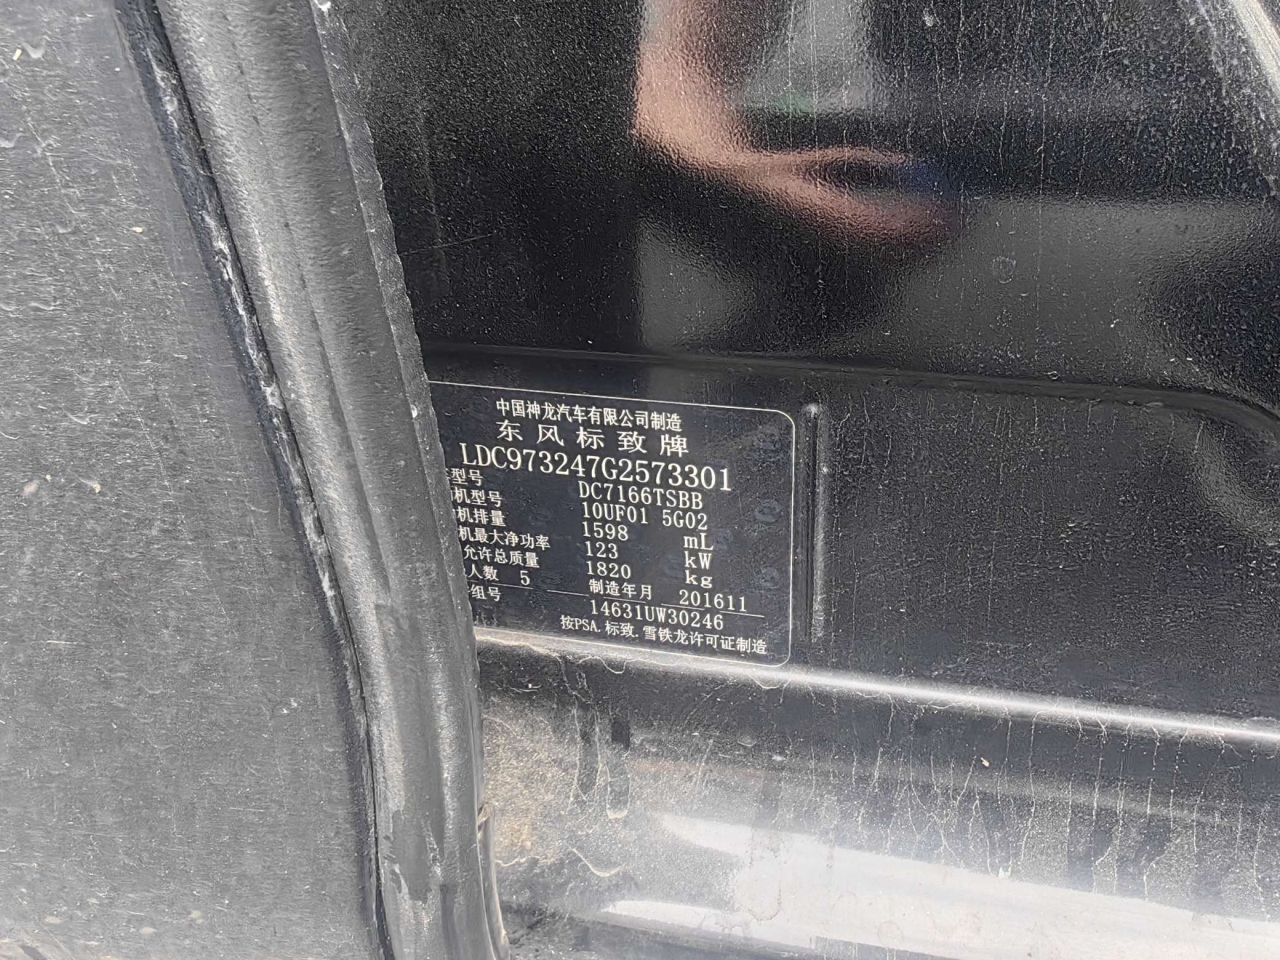 中国神龙汽车有限公司制造
东风标致牌
LDC973247G2573301
型号 DC7166TSBB
机型号 10UF01 5G02
机排量 1598 mL
机最大净功率 123 kW
允许总质量 1820 kg
人数 5 制造年月 201611
组号 14631UW30246
按PSA.标致.雪铁龙许可证制造